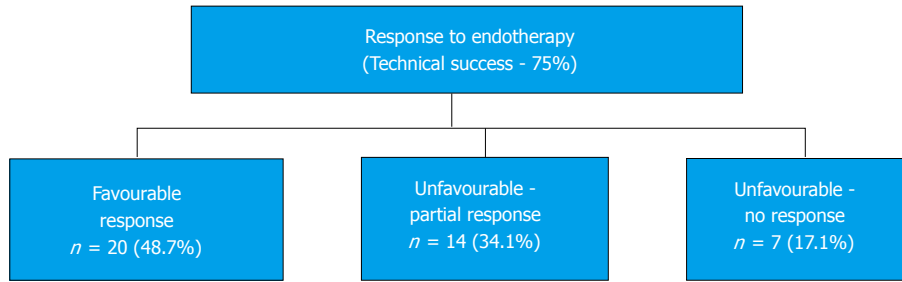 Response to endotherapy
(Technical success - 75%)
Favourable
response
n = 20 (48.7%)
Unfavourable -
partial response
n = 14 (34.1%)
Unfavourable -
no response
n = 7 (17.1%)